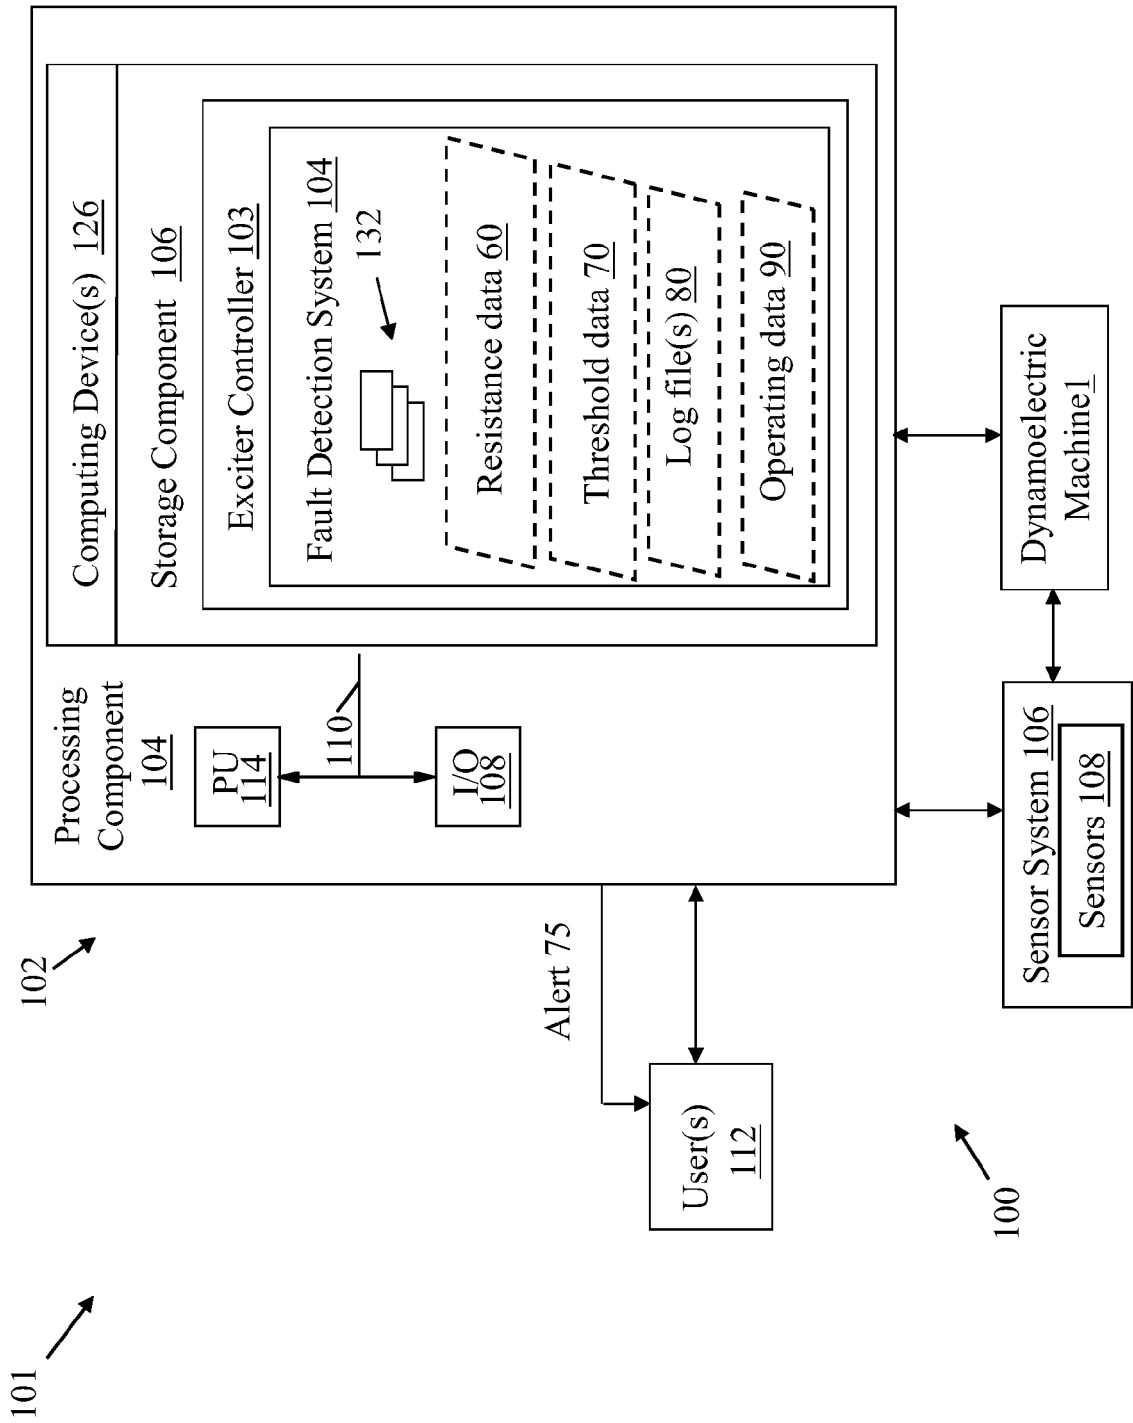 101
102
Computing Device(s) 126
Processing
Component
104
Storage Component 106
PU
114
110
I/O
108
Exciter Controller 103
Fault Detection System 104
132
Resistance data 60
Threshold data 70
Log file(s) 80
Operating data 90
Alert 75
User(s)
112
100
Sensor System 106
Sensors 108
Dynamoelectric
Machine1